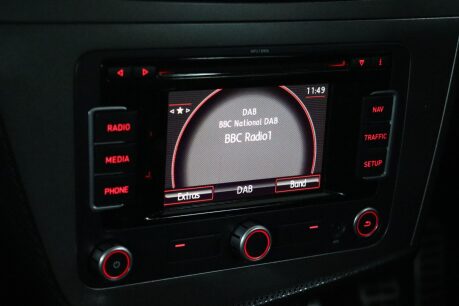 11:49
DAB
BBC National DAB
BBC Radio1
RADIO
MEDIA
PHONE
NAV
TRAFFIC
SETUP
Extras
DAB
Band